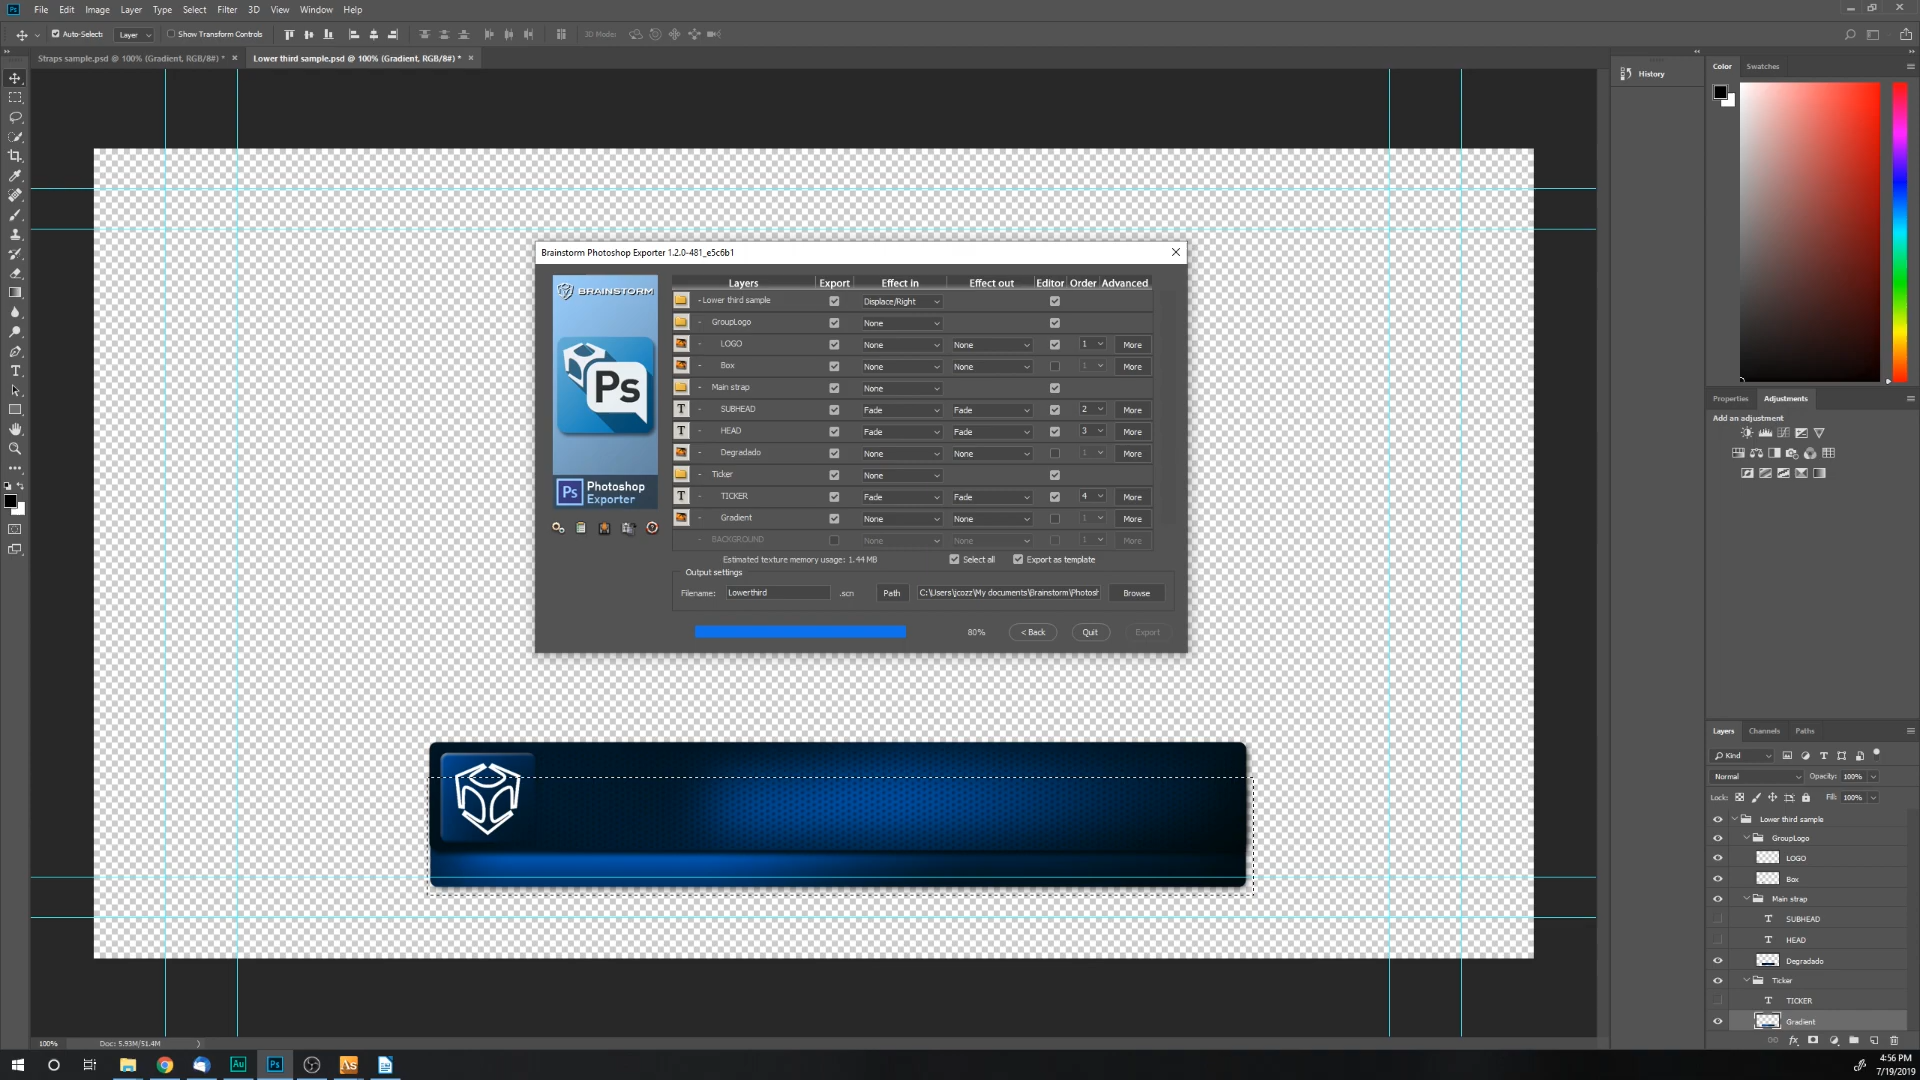 Ps File Edit Image Layer Type Select Filter 3D View Window Help
Auto-Select: Layer Show Transform Controls 3D Mode:
Straps sample.psd @ 100% (Gradient, RGB/8#) * × Lower third sample.psd @ 100% (Gradient, RGB/8#) * ×
History
Color Swatches
Brainstorm Photoshop Exporter 1.2.0-481_e5c6b1
BRAINSTORM
Ps
Ps Photoshop
Exporter
Layers Export Effect in Effect out Editor Order Advanced
- Lower third sample Displace/Right
- GroupLogo None
- LOGO None None 1 More
- Box None None 1 More
- Main strap None
T - SUBHEAD Fade Fade 2 More
T - HEAD Fade Fade 3 More
- Degradado None None 1 More
- Ticker None
T - TICKER Fade Fade 4 More
- Gradient None None 1 More
- BACKGROUND None None 1 More
Estimated texture memory usage: 1.44 MB Select all Export as template
Output settings
Filename: Lowerthird .scn Path C:\Users\jcozz\My documents\Brainstorm\Photosh Browse
80% < Back Quit Export
Properties Adjustments
Add an adjustment
Layers Channels Paths
Kind
Normal Opacity: 100%
Lock: Fill: 100%
Lower third sample
GroupLogo
LOGO
Box
Main strap
T SUBHEAD
T HEAD
Degradado
Ticker
T TICKER
Gradient
fx
100% Doc: 5.93M/51.4M
Au Ps As
4:56 PM
7/19/2019